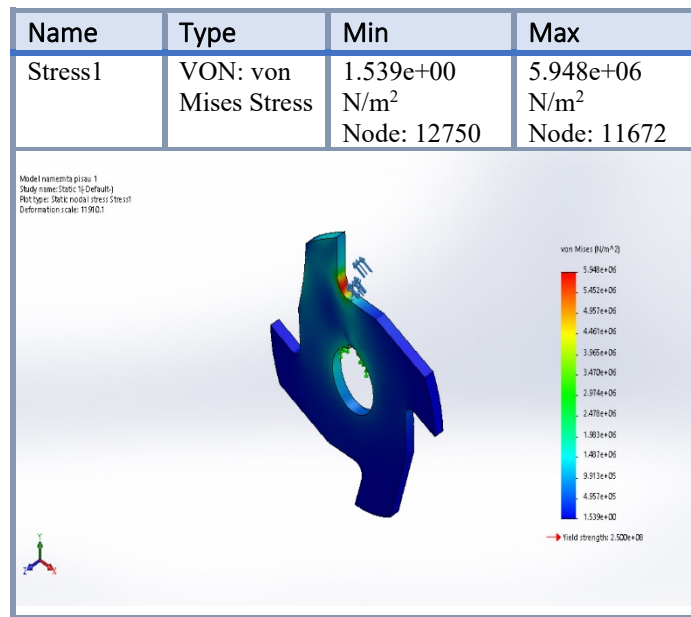 Name Type Min Max
Stress1 VON: von Mises Stress 1.539e+00 N/m² Node: 12750 5.948e+06 N/m² Node: 11672
Model name:mta pisau 1
Study name: Static 1(-Default-)
Plot type: Static nodal stress Stress1
Deformation scale: 11910.1
von Mises (N/m^2)
5.948e+06
5.452e+06
4.957e+06
4.461e+06
3.965e+06
3.470e+06
2.974e+06
2.478e+06
1.983e+06
1.487e+06
9.913e+05
4.957e+05
1.539e+00
Yield strength: 2.500e+08
Y
Z
X